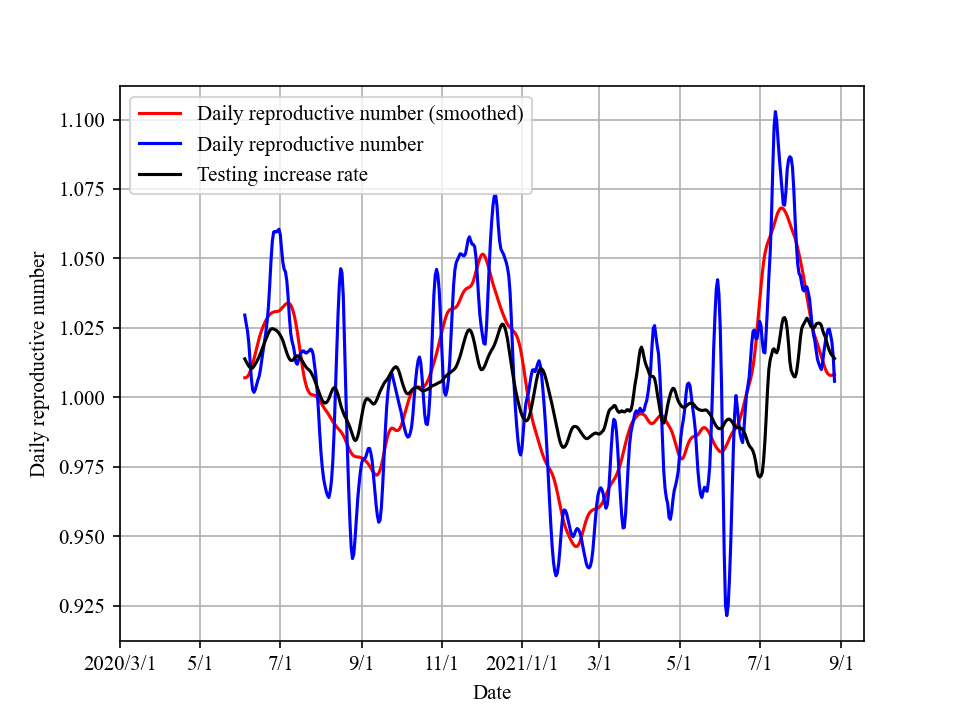 Daily reproductive number (smoothed)
Daily reproductive number
Testing increase rate
Daily reproductive number
1.100
1.075
1.050
1.025
1.000
0.975
0.950
0.925
2020/3/1 5/1 7/1 9/1 11/1 2021/1/1 3/1 5/1 7/1 9/1
Date